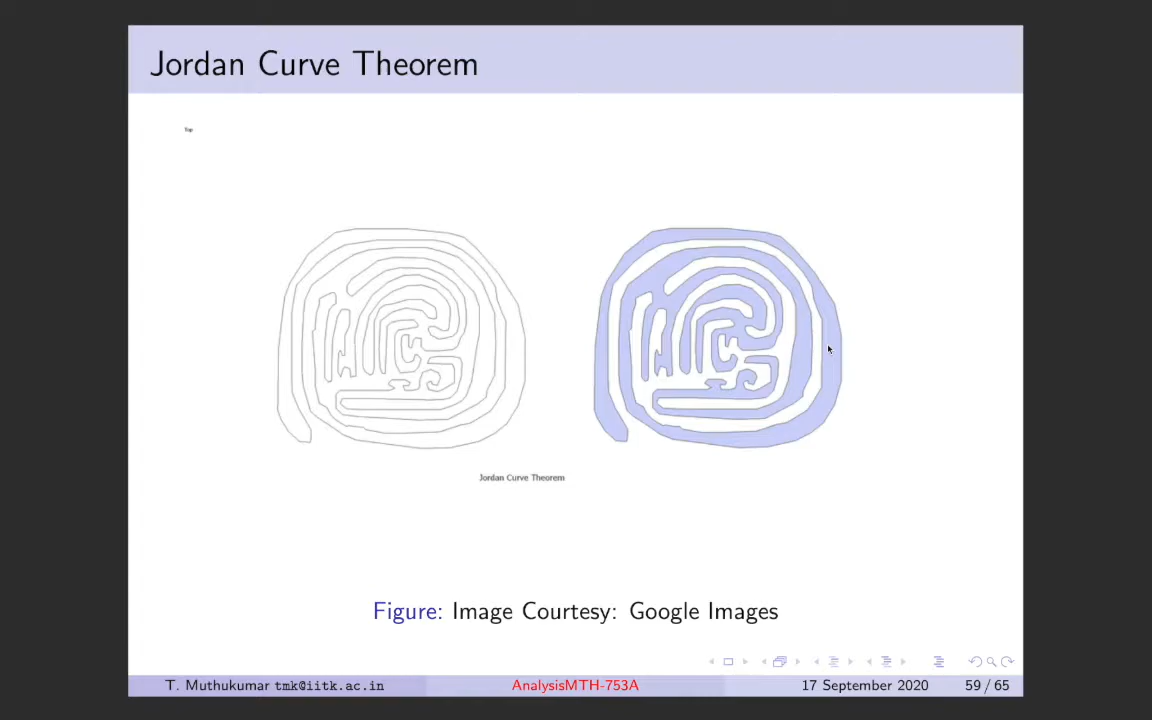 Jordan Curve Theorem
Top
Jordan Curve Theorem
Figure: Image Courtesy: Google Images
T. Muthukumar tmk@iitk.ac.in AnalysisMTH-753A 17 September 2020 59 / 65